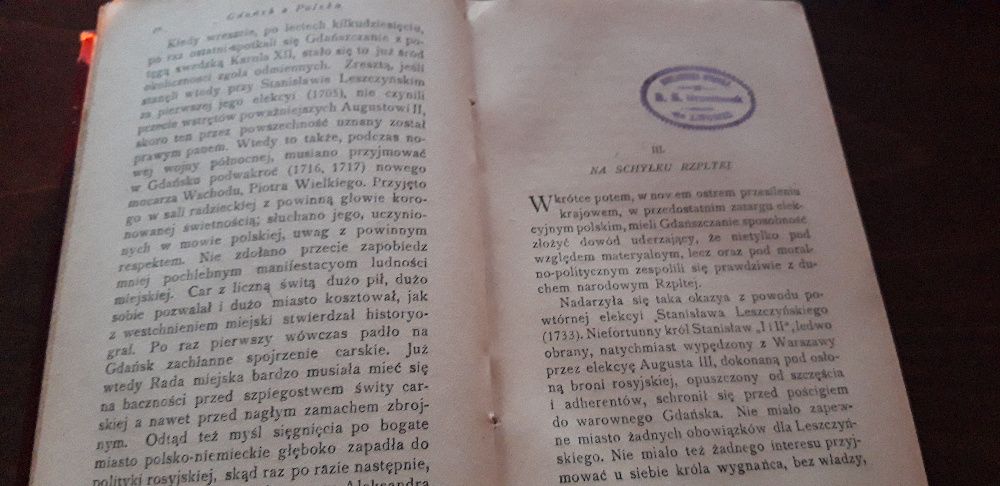 Gdańsk a Polska
Kiedy wreszcie, po leciech kilkudziesięciu,
po raz ostatni spotkali się Gdańszczanie z po-
tęgą swedzką Karola XII, stało się to już śród
okoliczności zgoła odmiennych. Zresztą, jeśli
stanęli wtedy przy Stanisławie Leszczyńskim
za pierwszej jego elekcyi (1705), nie czynili
przecie wstrętów poważniejszych Augustowi II,
skoro ten przez powszechność uznany został
prawym panem. Wtedy to także, podczas no-
wej wojny północnej, musiano przyjmować
w Gdańsku podwakroć (1716, 1717) nowego
mocarza Wschodu, Piotra Wielkiego. Przyjęto
go w sali radzieckiej z powinną głowie koro-
nowanej świetnością; słuchano jego, uczynio-
nych w mowie polskiej, uwag z powinnym
respektem. Nie zdołano przecie zapobiedz
mniej pochlebnym manifestacyom ludności
miejskiej. Car z liczną świtą dużo pił, dużo
sobie pozwalał i dużo miasto kosztował, jak
z westchnieniem miejski stwierdzał historyo-
graf. Po raz pierwszy wówczas padło na
Gdańsk zachłanne spojrzenie carskie. Już
wtedy Rada miejska bardzo musiała mieć się
na baczności przed szpiegostwem świty car-
skiej a nawet przed nagłym zamachem zbroj-
nym. Odtąd też myśl sięgnięcia po bogate
miasto polsko-niemieckie głęboko zapadła do
polityki rosyjskiej, skąd raz po razie następnie,
Aleksandra
we LWOWIE
III.
NA SCHYŁKU RZPLTEJ
Wkrótce potem, w nowem ostrem przesileniu
krajowem, w przedostatnim zatargu elek-
cyjnym polskim, mieli Gdańszczanie sposobność
złożyć dowód uderzający, że nietylko pod
względem materyalnym, lecz oraz pod moral-
no-politycznym zespolili się prawdziwie z du-
chem narodowym Rzpltej.
Nadarzyła się taka okazya z powodu po-
wtórnej elekcyi Stanisława Leszczyńskiego
(1733). Niefortunny król Stanisław „I i II“, ledwo
obrany, natychmiast wypędzony z Warszawy
przez elekcyę Augusta III, dokonaną pod osło-
ną broni rosyjskiej, opuszczony od szczęścia
i adherentów, schronił się przed pościgiem
do warownego Gdańska. Nie miało zapew-
ne miasto żadnych obowiązków dla Leszczyń-
skiego. Nie miało też żadnego interesu przyj-
mować u siebie króla wygnańca, bez władzy,